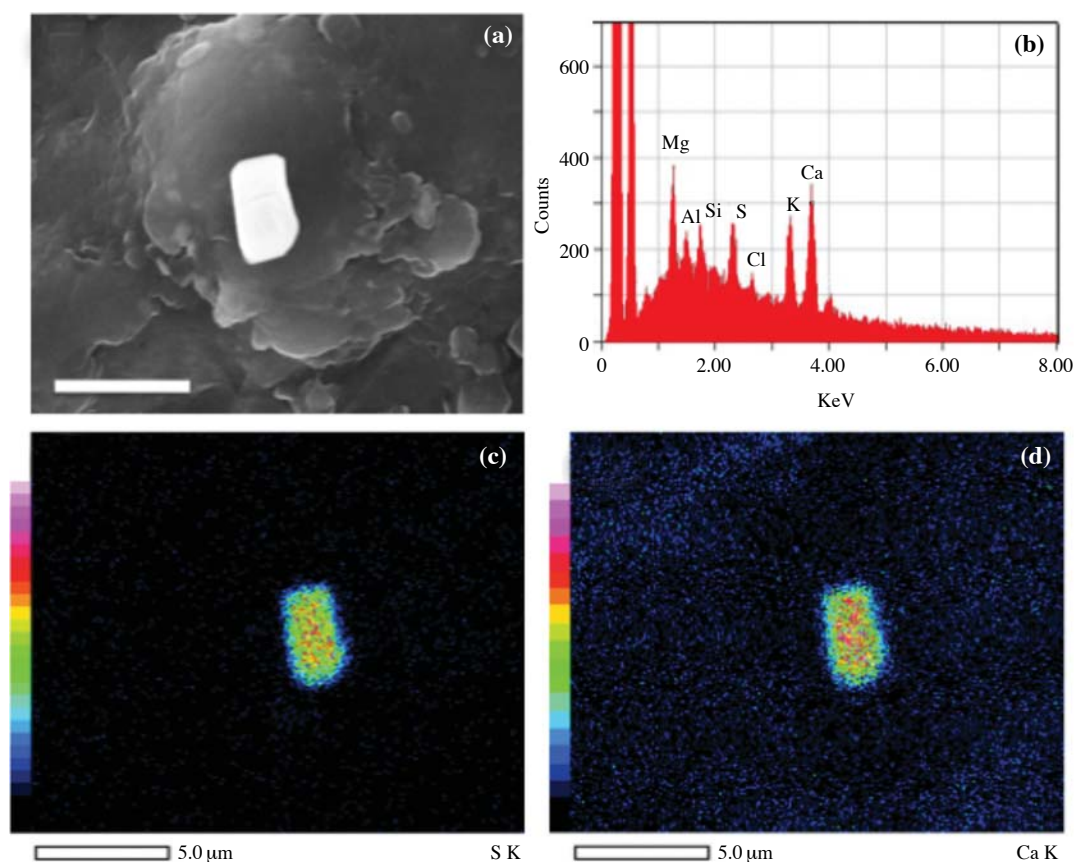 (a)
(b)
600
400
200
0
Counts
Mg
Al
Si
S
Cl
K
Ca
0
2.00
4.00
6.00
8.00
KeV
(c)
(d)
5.0 μm
S K
5.0 μm
Ca K